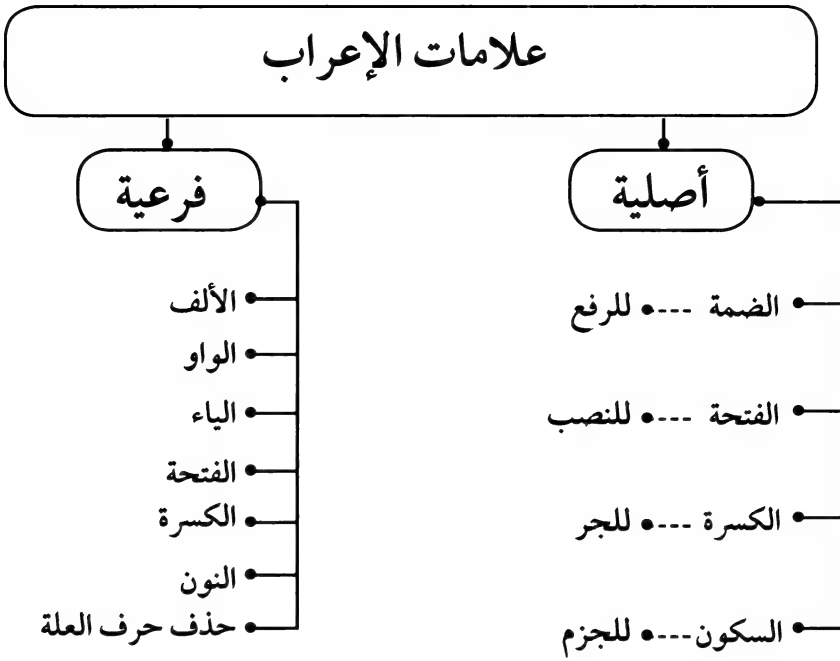 علامات الإعراب
أصلية
الضمة --- للرفع
الفتحة --- للنصب
الكسرة --- للجر
السكون --- للجزم
فرعية
الألف
الواو
الياء
الفتحة
الكسرة
النون
حذف حرف العلة